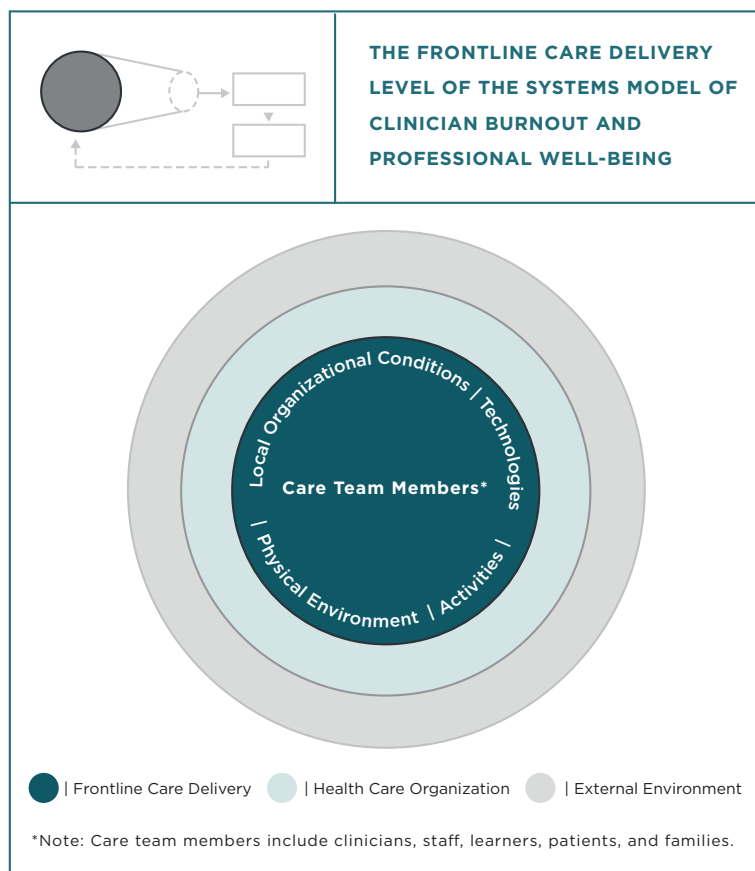 THE FRONTLINE CARE DELIVERY
LEVEL OF THE SYSTEMS MODEL OF
CLINICIAN BURNOUT AND
PROFESSIONAL WELL-BEING
Local Organizational Conditions | Technologies
Care Team Members*
| Physical Environment | Activities |
| Frontline Care Delivery | Health Care Organization | External Environment
*Note: Care team members include clinicians, staff, learners, patients, and families.